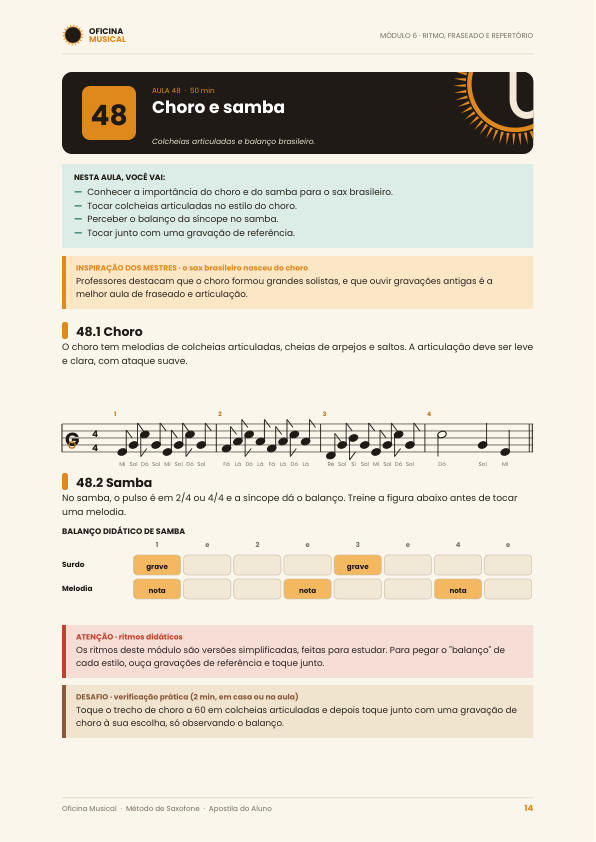 OFICINA
MUSICAL
MÓDULO 6 · RITMO, FRASEADO E REPERTÓRIO
48
AULA 48 · 50 min
Choro e samba
Colcheias articuladas e balanço brasileiro.
NESTA AULA, VOCÊ VAI:
— Conhecer a importância do choro e do samba para o sax brasileiro.
— Tocar colcheias articuladas no estilo do choro.
— Perceber o balanço da síncope no samba.
— Tocar junto com uma gravação de referência.
INSPIRAÇÃO DOS MESTRES · o sax brasileiro nasceu do choro
Professores destacam que o choro formou grandes solistas, e que ouvir gravações antigas é a
melhor aula de fraseado e articulação.
48.1 Choro
O choro tem melodias de colcheias articuladas, cheias de arpejos e saltos. A articulação deve ser leve
e clara, com ataque suave.
1 2 3 4
G 4
4
Mi Sol Dó Sol Mi Sol Dó Sol Fá Lá Dó Lá Fá Lá Dó Lá Ré Sol Si Sol Mi Sol Dó Sol Dó Sol Mi
48.2 Samba
No samba, o pulso é em 2/4 ou 4/4 e a síncope dá o balanço. Treine a figura abaixo antes de tocar
uma melodia.
BALANÇO DIDÁTICO DE SAMBA
1 e 2 e 3 e 4 e
Surdo grave grave
Melodia nota nota nota
ATENÇÃO · ritmos didáticos
Os ritmos deste módulo são versões simplificadas, feitas para estudar. Para pegar o "balanço" de
cada estilo, ouça gravações de referência e toque junto.
DESAFIO · verificação prática (2 min, em casa ou na aula)
Toque o trecho de choro a 60 em colcheias articuladas e depois toque junto com uma gravação de
choro à sua escolha, só observando o balanço.
Oficina Musical · Método de Saxofone · Apostila do Aluno
14